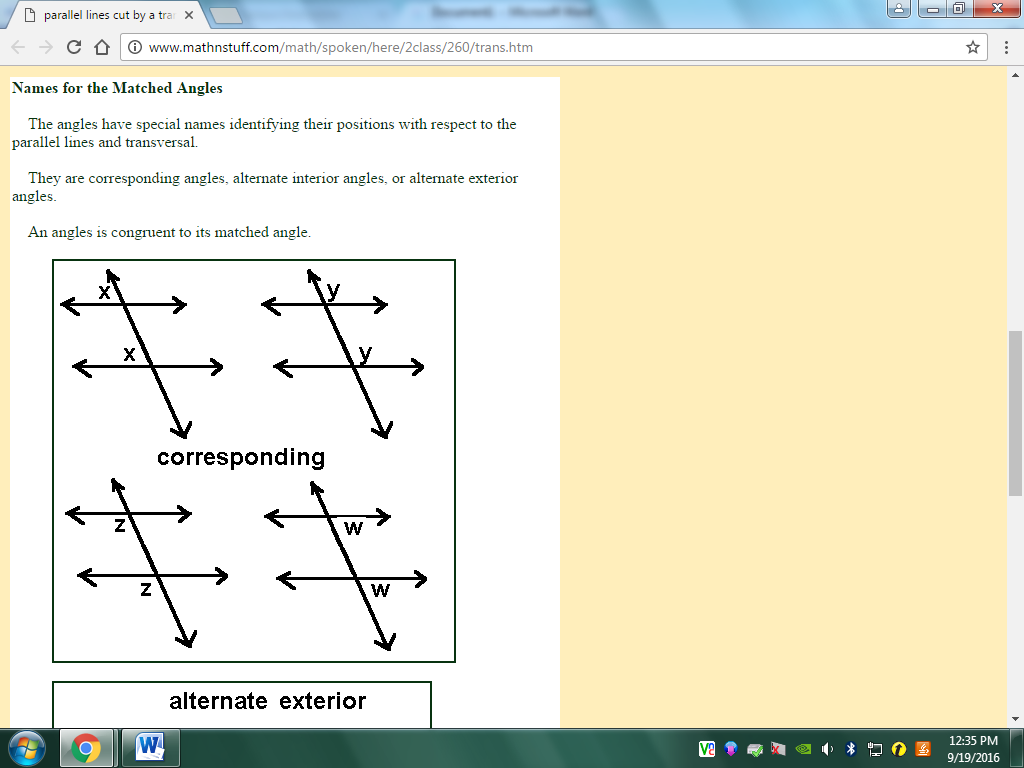 parallel lines cut by a tra
www.mathnstuff.com/math/spoken/here/2class/260/trans.htm
Names for the Matched Angles
The angles have special names identifying their positions with respect to the
parallel lines and transversal.
They are corresponding angles, alternate interior angles, or alternate exterior
angles.
An angles is congruent to its matched angle.
x y
x y
corresponding
z w
z w
alternate exterior
12:35 PM
9/19/2016